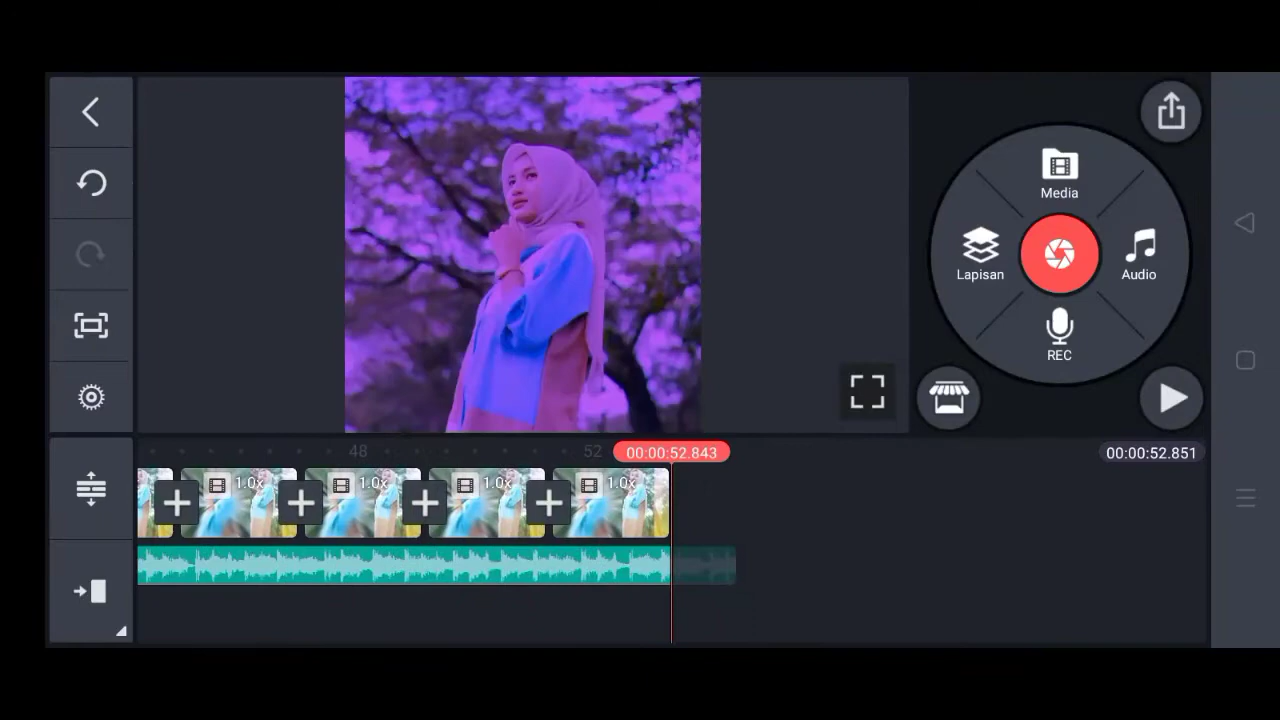 Media
Lapisan
Audio
REC
48
52
00:00:52.843
00:00:52.851
1.0x
1.0x
1.0x
1.0x